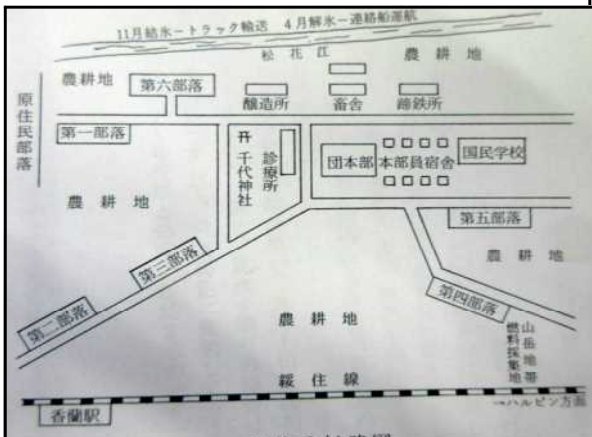 11月結氷ートラック輸送 4月解氷ー連絡船運航
松花江
農耕地
農耕地
第六部落
醸造所
畜舎
蹄鉄所
原住民部落
第一部落
千代神社
診療所
団本部
本部員宿舎
国民学校
農耕地
第五部落
第三部落
農耕地
第二部落
第四部落
農耕地
山岳地帯
燃料採集地
綏住線
香蘭駅
ハルピン方面